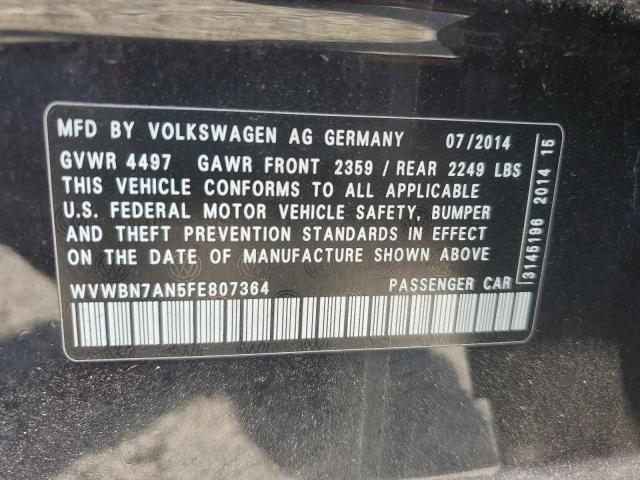 MFD BY VOLKSWAGEN AG GERMANY 07/2014
GVWR 4497 GAWR FRONT 2359 / REAR 2249 LBS
THIS VEHICLE CONFORMS TO ALL APPLICABLE
U.S. FEDERAL MOTOR VEHICLE SAFETY, BUMPER
AND THEFT PREVENTION STANDARDS IN EFFECT
ON THE DATE OF MANUFACTURE SHOWN ABOVE
WVWBN7AN5FE807364 PASSENGER CAR
3145196 2014 15